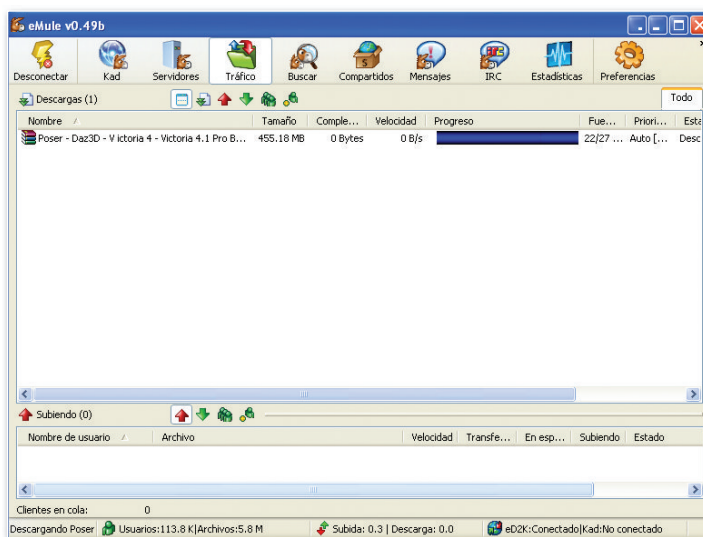 eMule v0.49b
Desconectar Kad Servidores Tráfico Buscar Compartidos Mensajes IRC Estadísticas Preferencias
Descargas (1) Todo
Nombre Tamaño Comple... Velocidad Progreso Fue... Priori... Esta
Poser - Daz3D - V ictoria 4 - Victoria 4.1 Pro B... 455.18 MB 0 Bytes 0 B/s 22/27 ... Auto [... Desc
Subiendo (0)
Nombre de usuario Archivo Velocidad Transfe... En esp... Subiendo Estado
Clientes en cola: 0
Descargando Poser Usuarios:113.8 K|Archivos:5.8 M Subida: 0.3 | Descarga: 0.0 eD2K:Conectado|Kad:No conectado